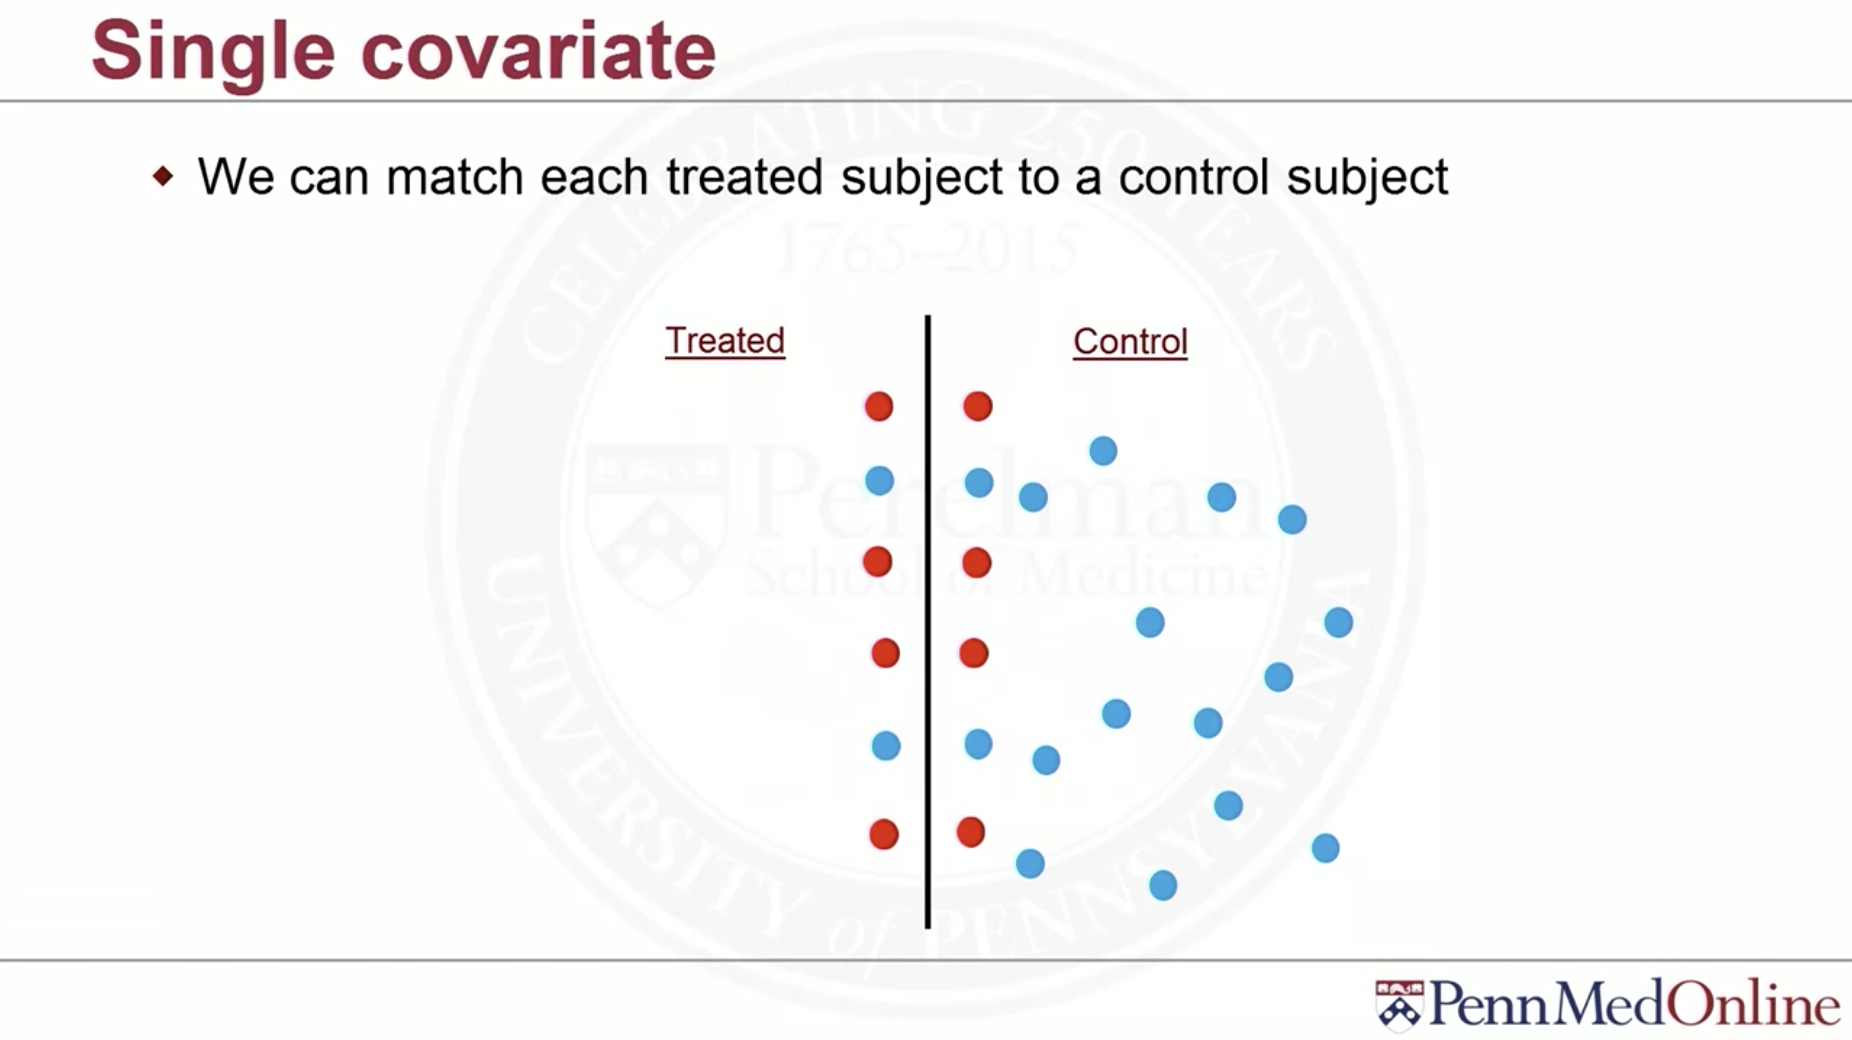 Single covariate
We can match each treated subject to a control subject
CELEBRATING 250 YEARS
1765–2015
Treated
Control
Perelman
School of Medicine
UNIVERSITY of PENNSYLVANIA
PennMedOnline